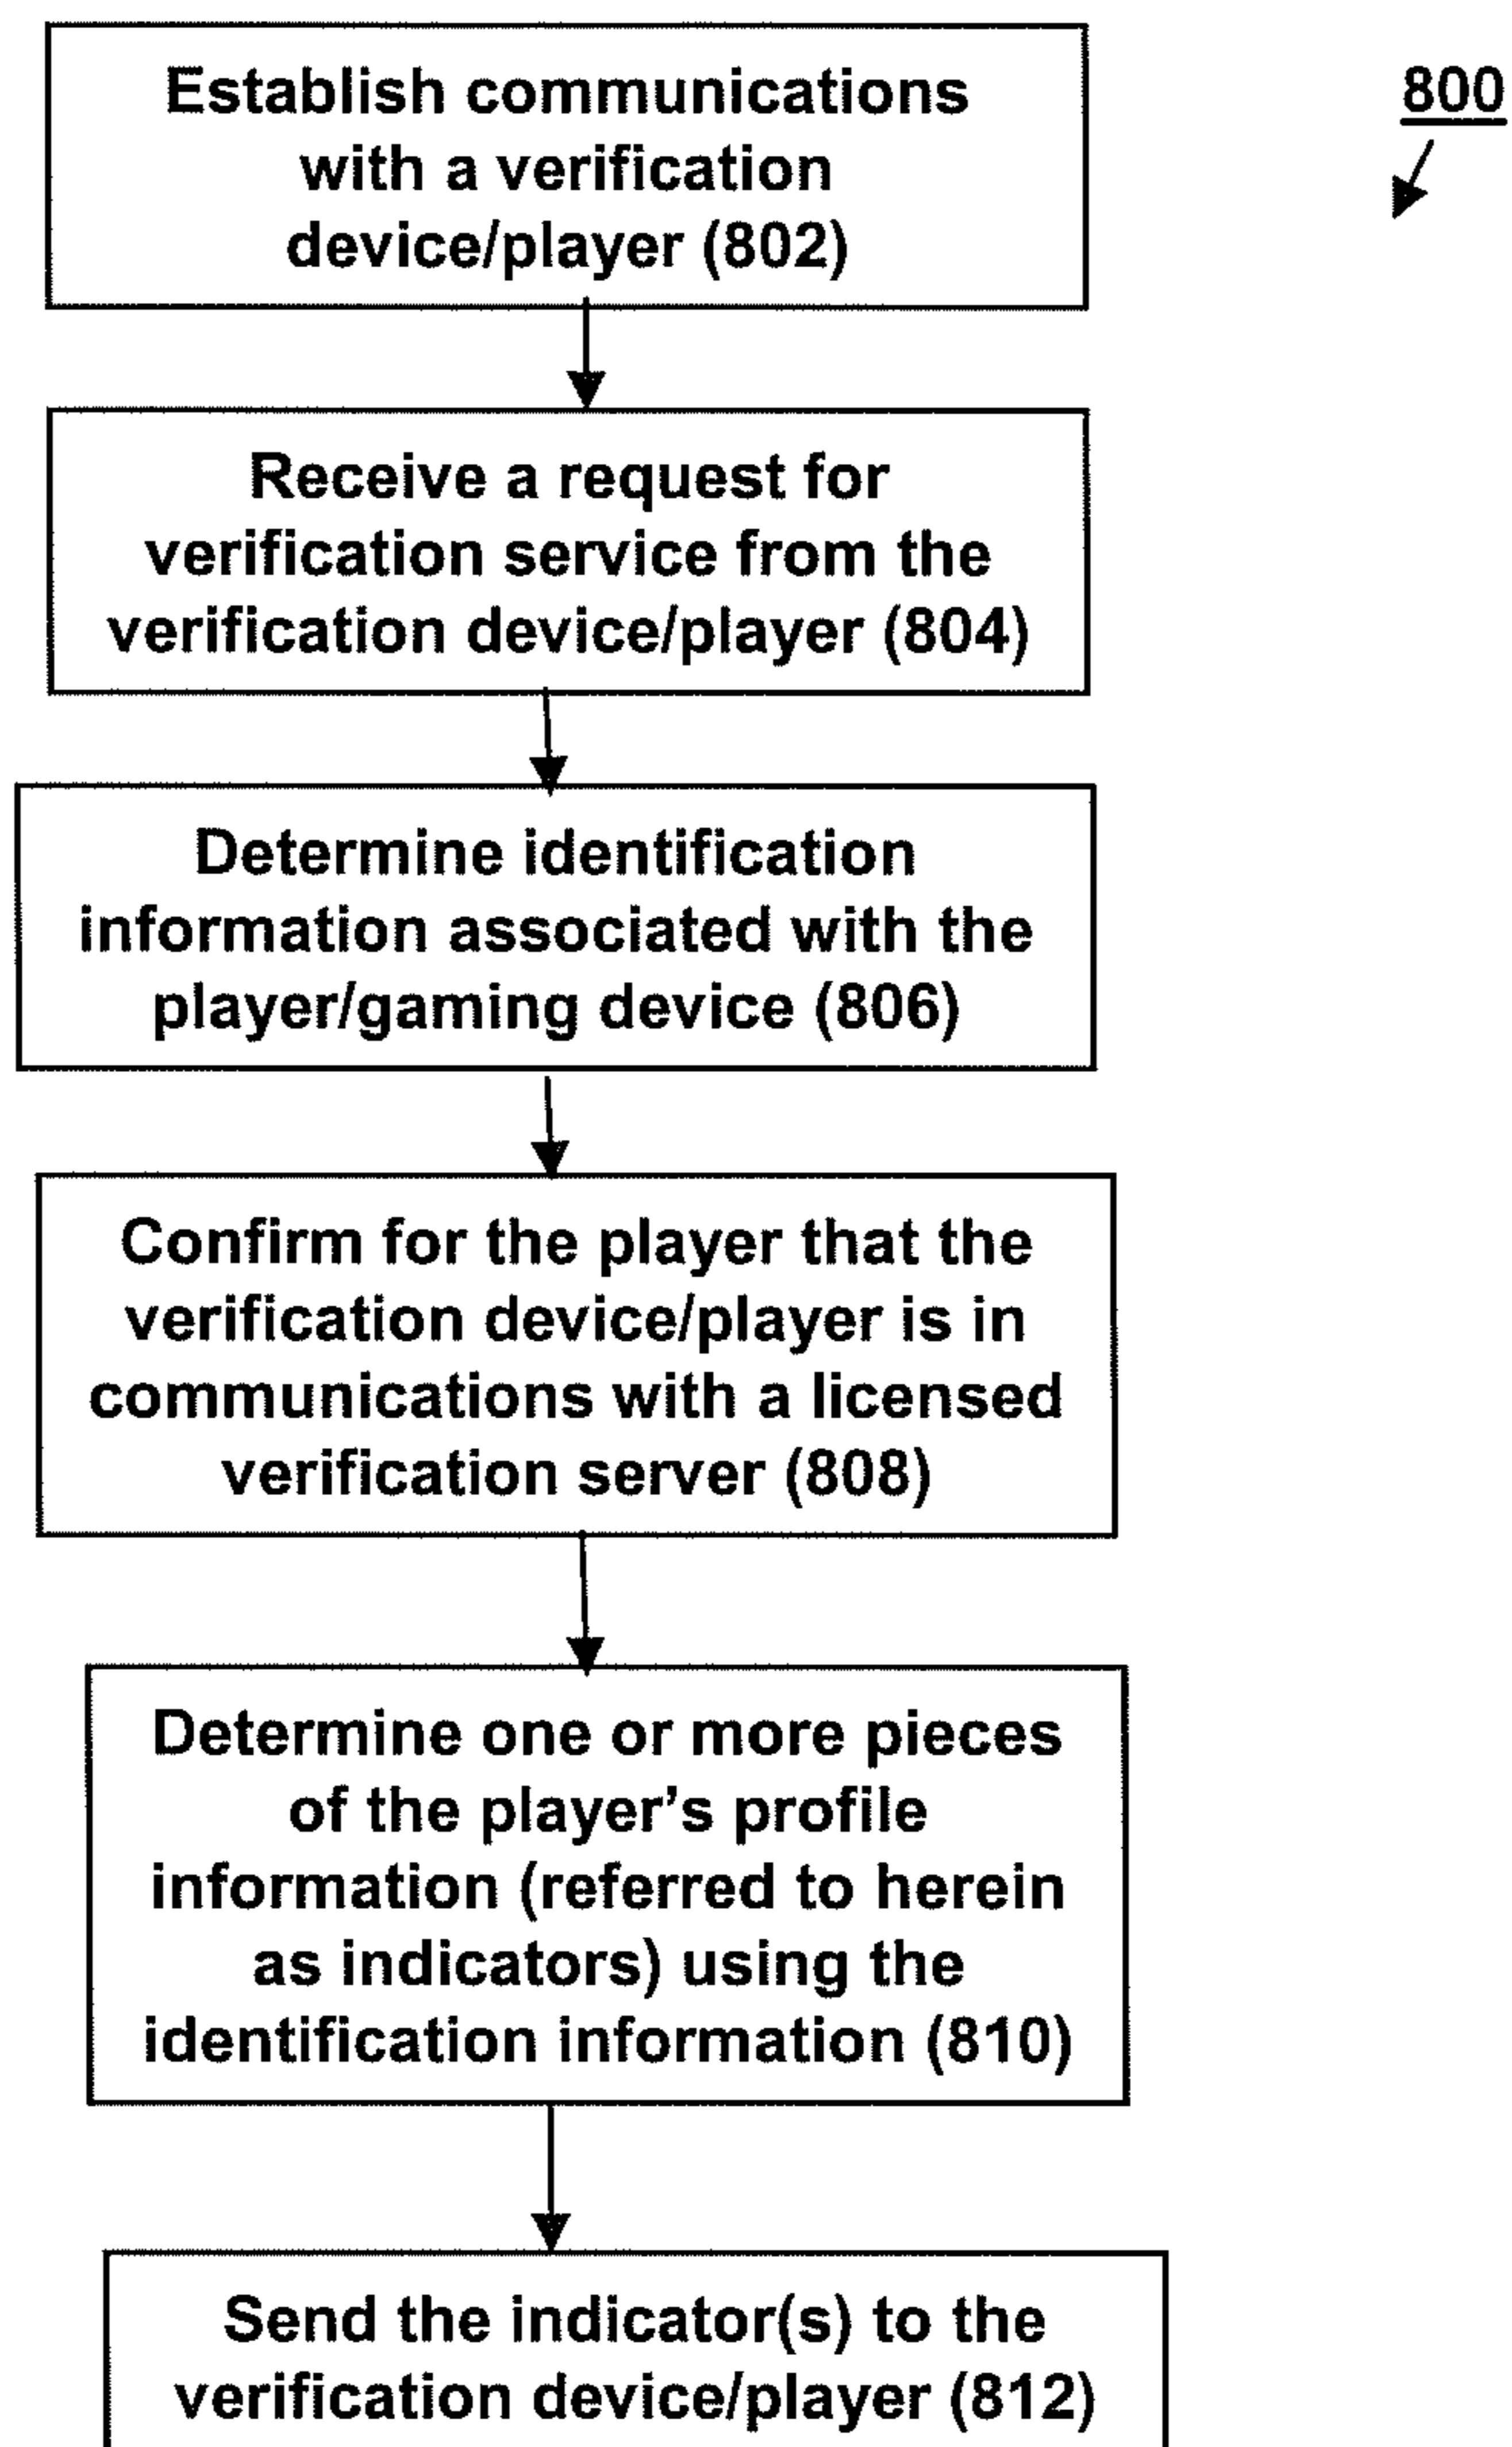 Establish communications
with a verification
device/player (802)
800
Receive a request for
verification service from the
verification device/player (804)
Determine identification
information associated with the
player/gaming device (806)
Confirm for the player that the
verification device/player is in
communications with a licensed
verification server (808)
Determine one or more pieces
of the player's profile
information (referred to herein
as indicators) using the
identification information (810)
Send the indicator(s) to the
verification device/player (812)